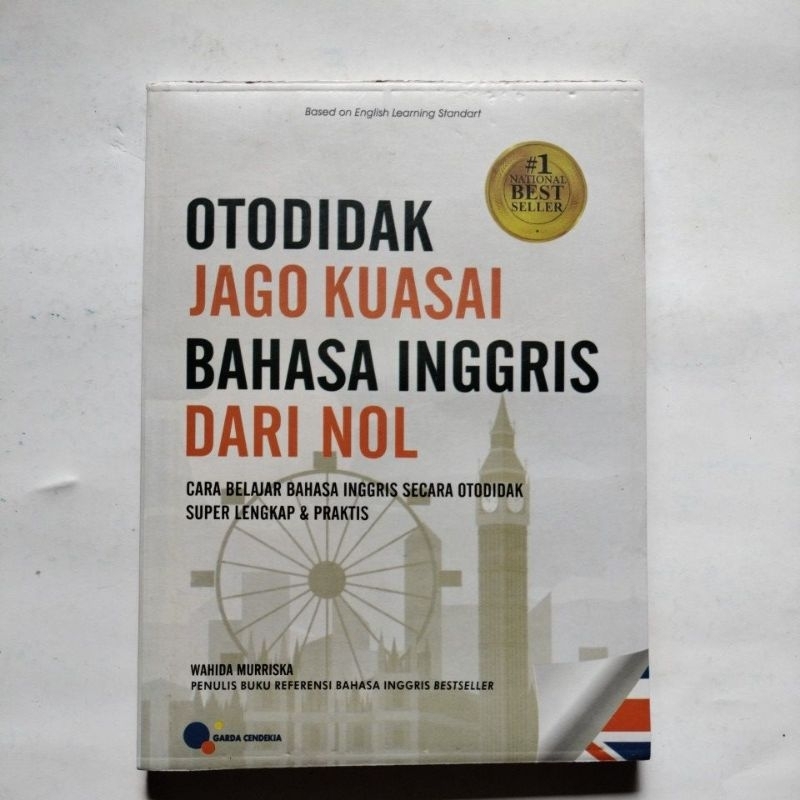 Based on English Learning Standart
#1
NATIONAL
BEST
SELLER
OTODIDAK
JAGO KUASAI
BAHASA INGGRIS
DARI NOL
CARA BELAJAR BAHASA INGGRIS SECARA OTODIDAK
SUPER LENGKAP & PRAKTIS
WAHIDA MURRISKA
PENULIS BUKU REFERENSI BAHASA INGGRIS BESTSELLER
GARDA CENDEKIA